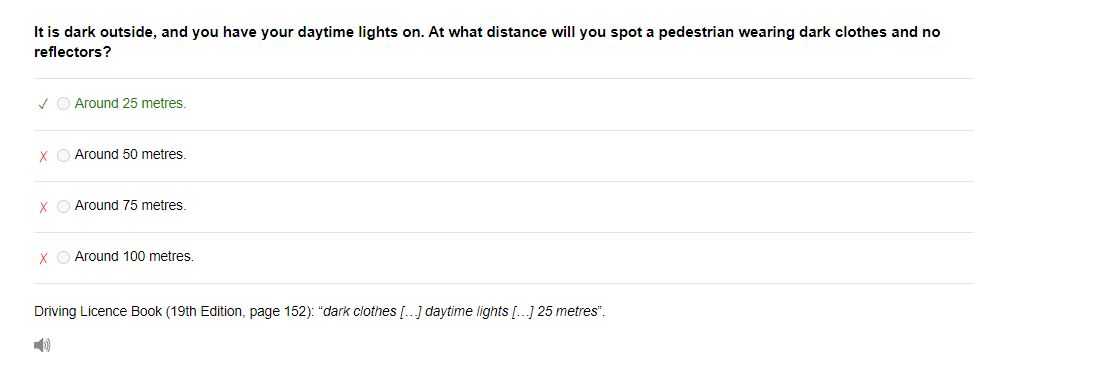 It is dark outside, and you have your daytime lights on. At what distance will you spot a pedestrian wearing dark clothes and no
reflectors?
✓ Around 25 metres.
X Around 50 metres.
X Around 75 metres.
X Around 100 metres.
Driving Licence Book (19th Edition, page 152): “dark clothes […] daytime lights […] 25 metres”.